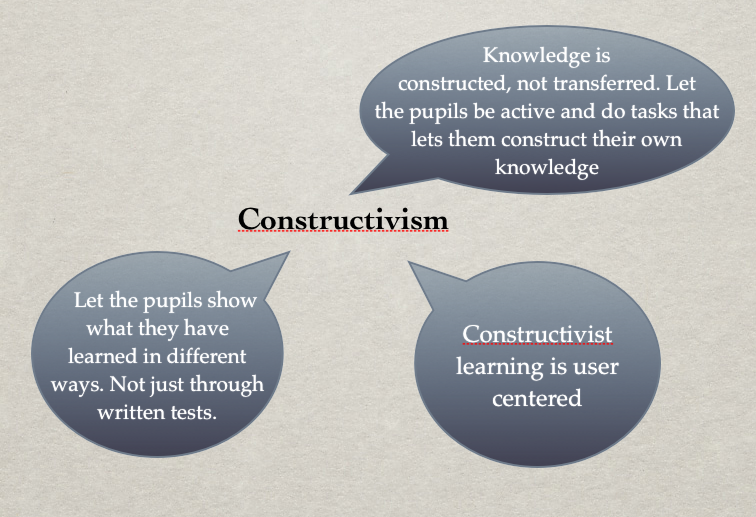 Knowledge is
constructed, not transferred. Let
the pupils be active and do tasks that
lets them construct their own
knowledge
Constructivism
Let the pupils show
what they have
learned in different
ways. Not just through
written tests.
Constructivist
learning is user
centered